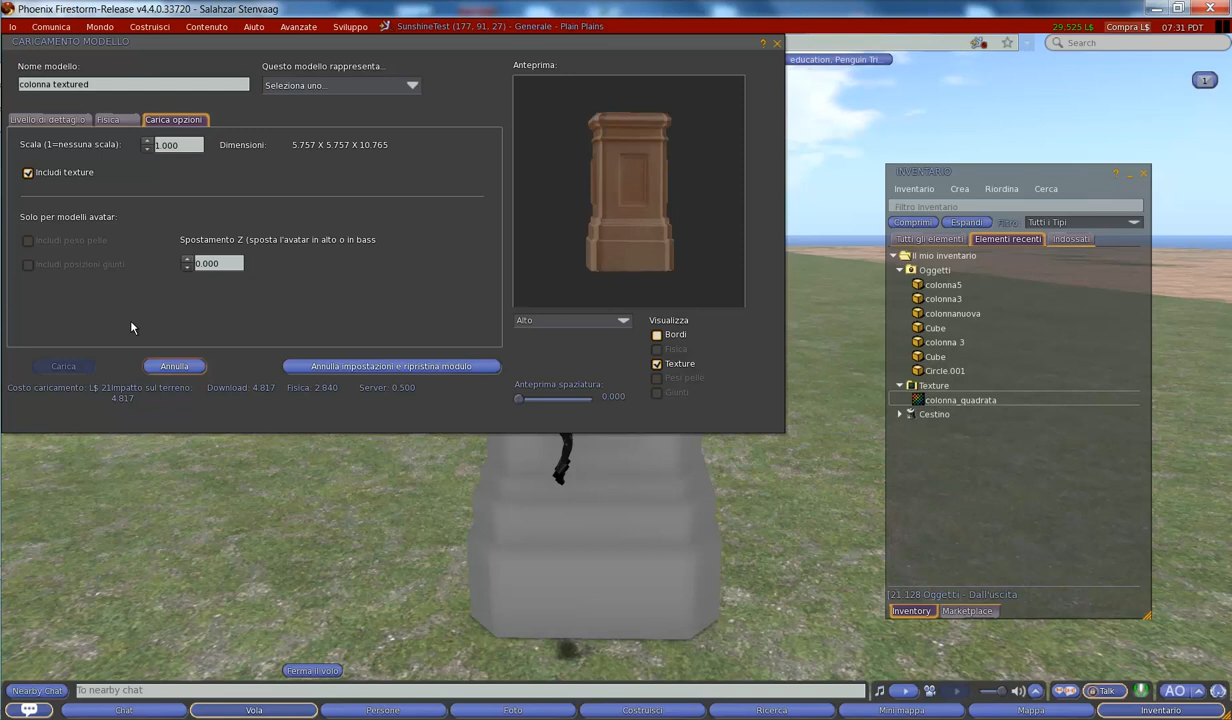 Phoenix Firestorm-Release v4.4.0.33720 - Salahzar Stenvaag
Io Comunica Mondo Costruisci Contenuto Aiuto Avanzate Sviluppo SunshineTest (177, 91, 27) - Generale - Plain Plains 29,525 L$ Compra L$ 07:31 PDT
CARICAMENTO MODELLO
?
Search
education, Penguin Tri...
1
Nome modello:
Questo modello rappresenta...
Anteprima:
colonna textured
Seleziona uno...
Livello di dettaglio Fisica Carica opzioni
Scala (1=nessuna scala): 1.000 Dimensioni: 5.757 X 5.757 X 10.765
Includi texture
Solo per modelli avatar:
Includi peso pelle
Spostamento Z (sposta l'avatar in alto o in bass
Includi posizioni giunti
0.000
Alto
Visualizza
Bordi
Fisica
Texture
Pesi pelle
Giunti
Carica Annulla Annulla impostazioni e ripristina modulo
Costo caricamento: L$ 21Impatto sul terreno: Download: 4.817 Fisica: 2.840 Server: 0.500
4.817
Anteprima spaziatura: 0.000
INVENTARIO
?
Inventario Crea Riordina Cerca
Filtro Inventario
Comprimi Espandi Filtro Tutti i Tipi
Tutti gli elementi Elementi recenti Indossati
Il mio inventario
Oggetti
colonna5
colonna3
colonnanuova
Cube
colonna 3
Cube
Circle.001
Texture
colonna_quadrata
Cestino
[21.128 Oggetti - Dall'uscita
Inventory Marketplace
Ferma il volo
Nearby Chat To nearby chat Talk AO
Chat Vola Persone Foto Costruisci Ricerca Mini mappa Mappa Inventario